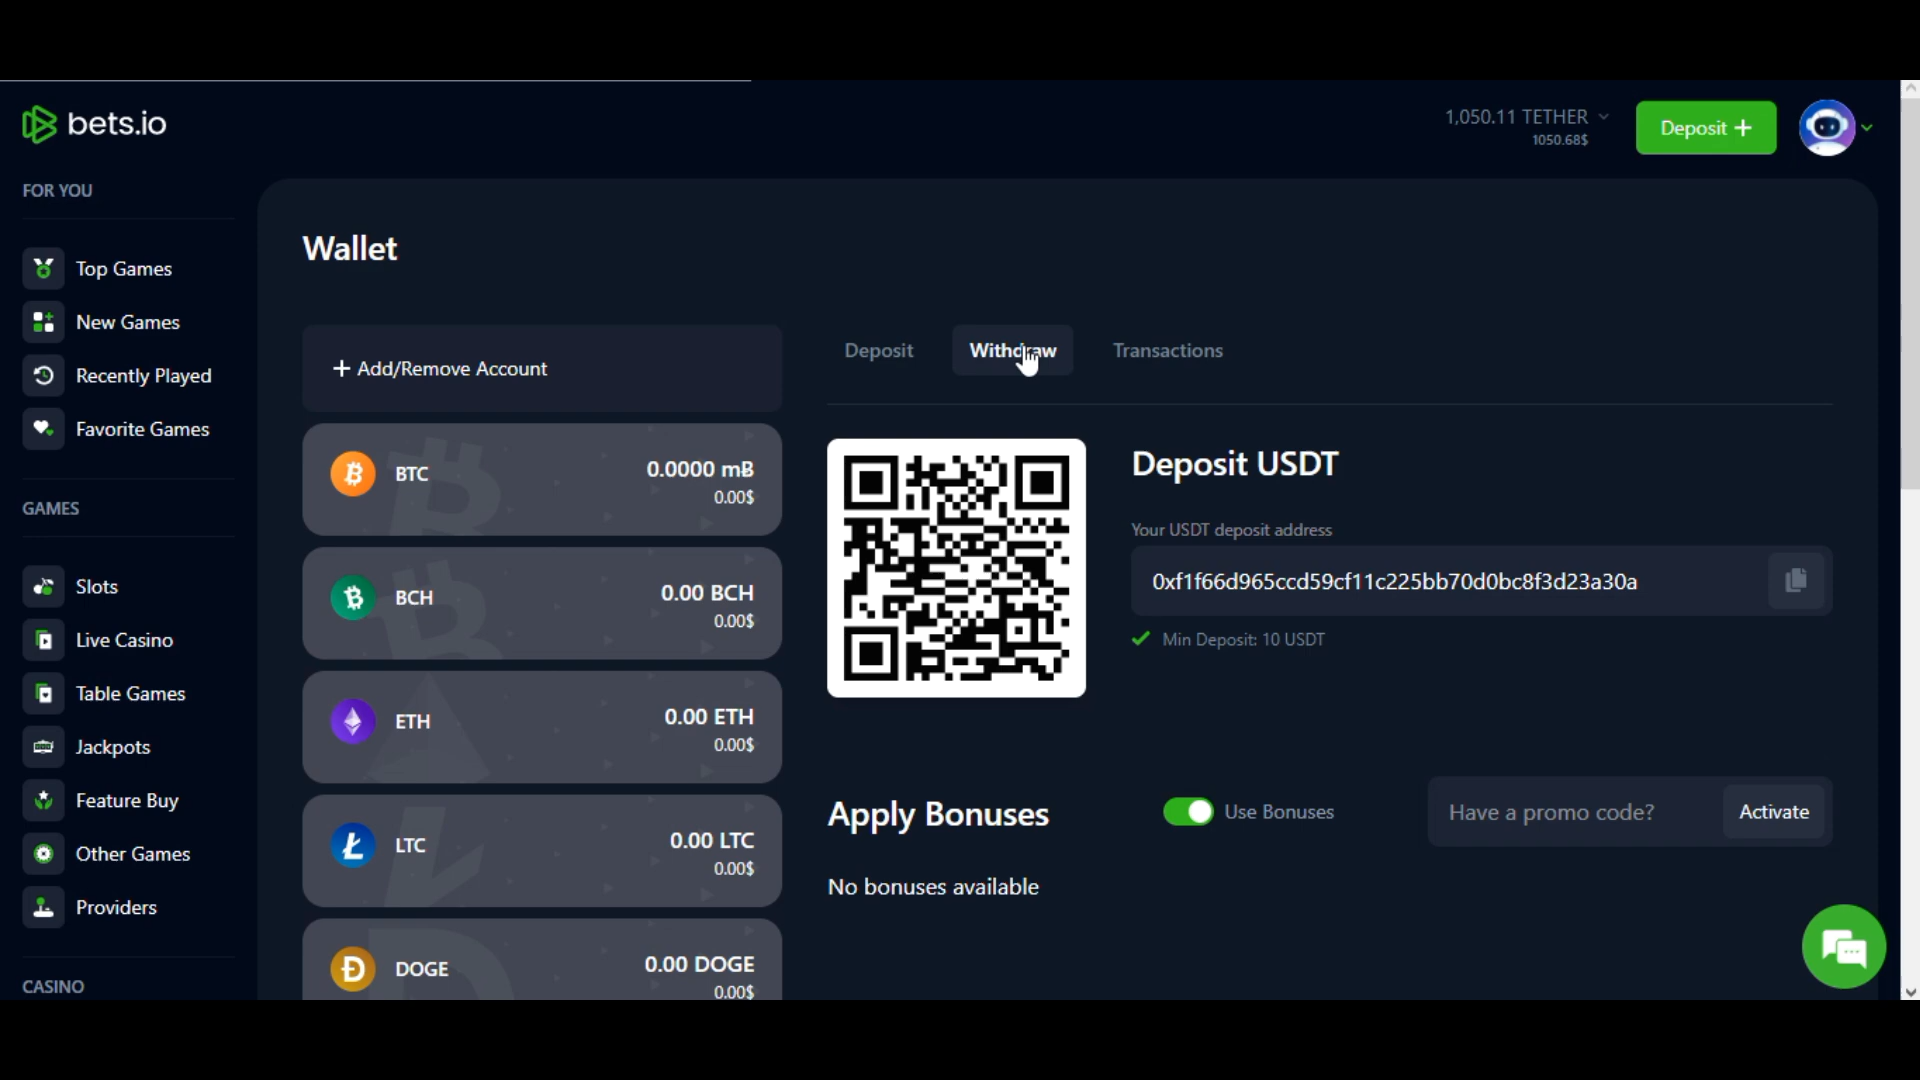 bets.io
1,050.11 TETHER
1050.68$
Deposit +
FOR YOU
Top Games
New Games
Recently Played
Favorite Games
GAMES
Slots
Live Casino
Table Games
Jackpots
Feature Buy
Other Games
Providers
CASINO
Wallet
+ Add/Remove Account
BTC
0.0000 mɃ
0.00$
BCH
0.00 BCH
0.00$
ETH
0.00 ETH
0.00$
LTC
0.00 LTC
0.00$
DOGE
0.00 DOGE
0.00$
Deposit
Withdraw
Transactions
Deposit USDT
Your USDT deposit address
0xf1f66d965ccd59cf11c225bb70d0bc8f3d23a30a
Min Deposit: 10 USDT
Apply Bonuses
Use Bonuses
Have a promo code?
Activate
No bonuses available